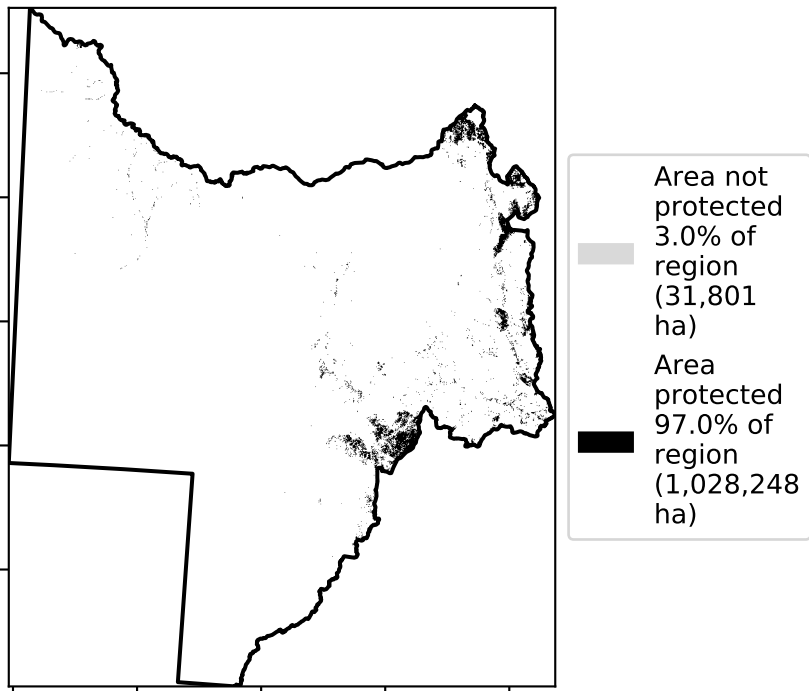 Area not
protected
3.0% of
region
(31,801
ha)
Area
protected
97.0% of
region
(1,028,248
ha)